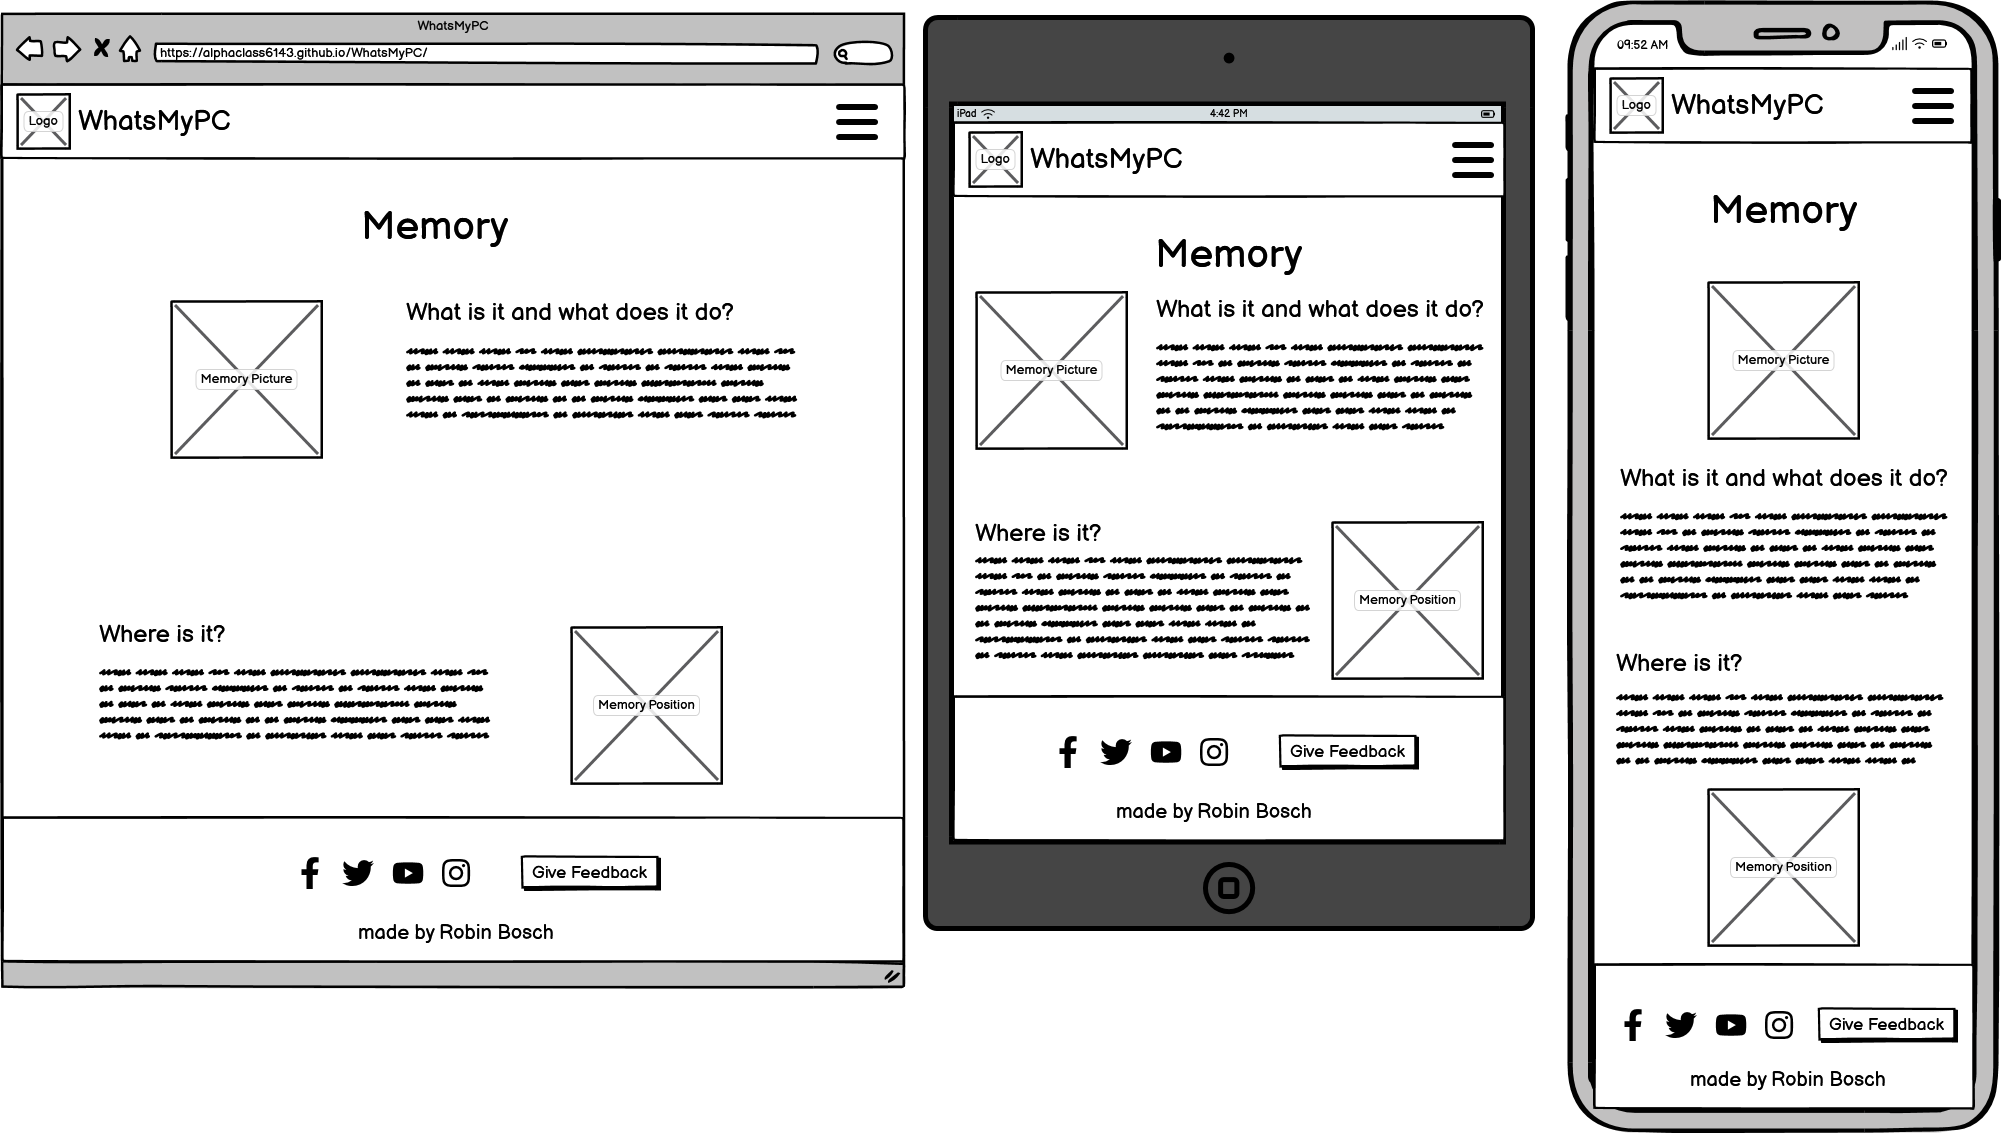 WhatsMyPC
https://alphaclass6143.github.io/WhatsMyPC/
Logo
WhatsMyPC
Memory
Memory Picture
What is it and what does it do?
Where is it?
Memory Position
Give Feedback
made by Robin Bosch
iPad
4:42 PM
Logo
WhatsMyPC
Memory
Memory Picture
What is it and what does it do?
Where is it?
Memory Position
Give Feedback
made by Robin Bosch
09:52 AM
Logo
WhatsMyPC
Memory
Memory Picture
What is it and what does it do?
Where is it?
Memory Position
Give Feedback
made by Robin Bosch